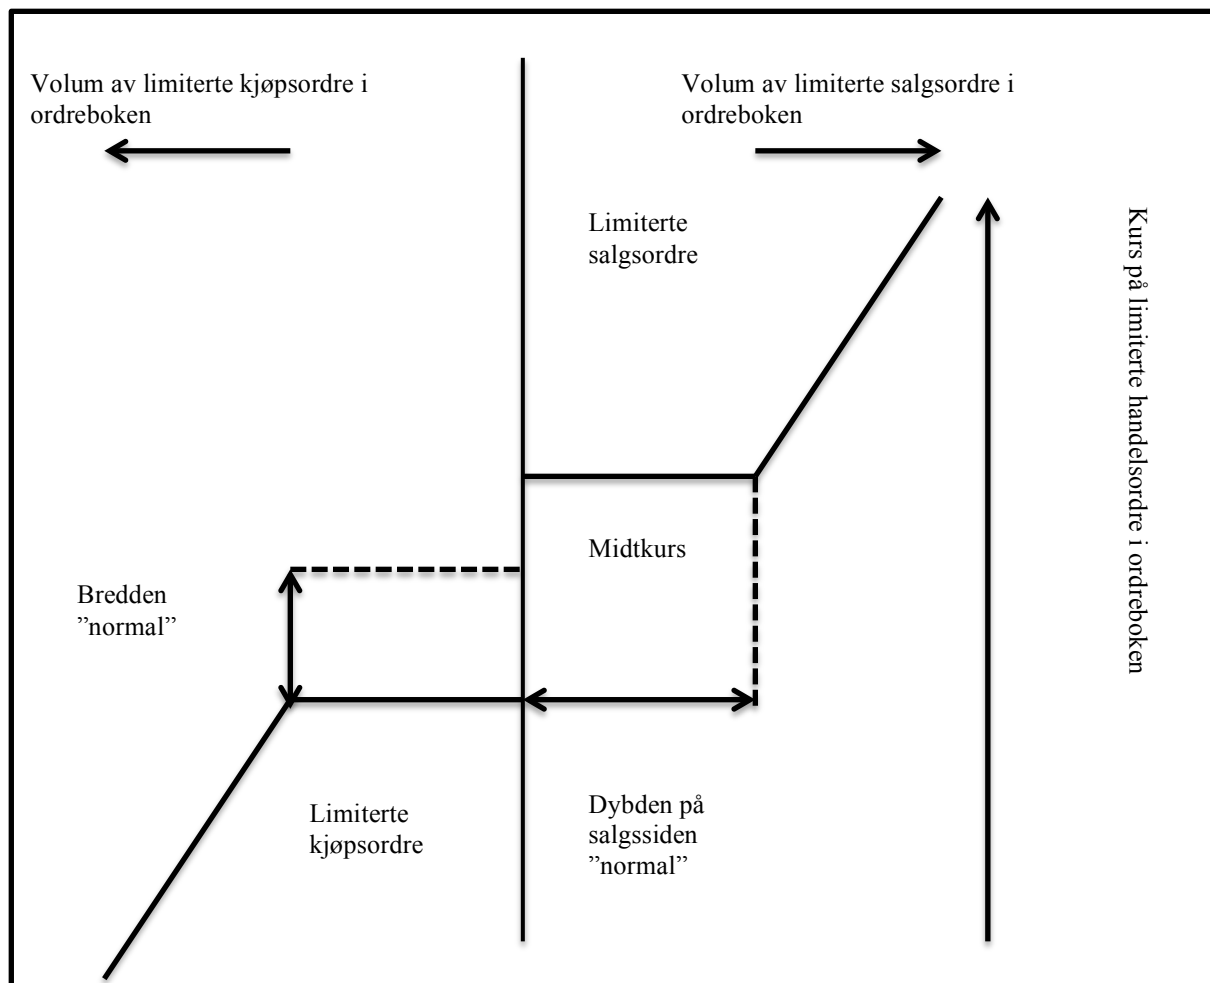 Volum av limiterte kjøpsordre i
ordreboken
Volum av limiterte salgsordre i
ordreboken
Limiterte
salgsordre
Kurs på limiterte handelsordre i ordreboken
Midtkurs
Bredden
”normal”
Limiterte
kjøpsordre
Dybden på
salgssiden
”normal”